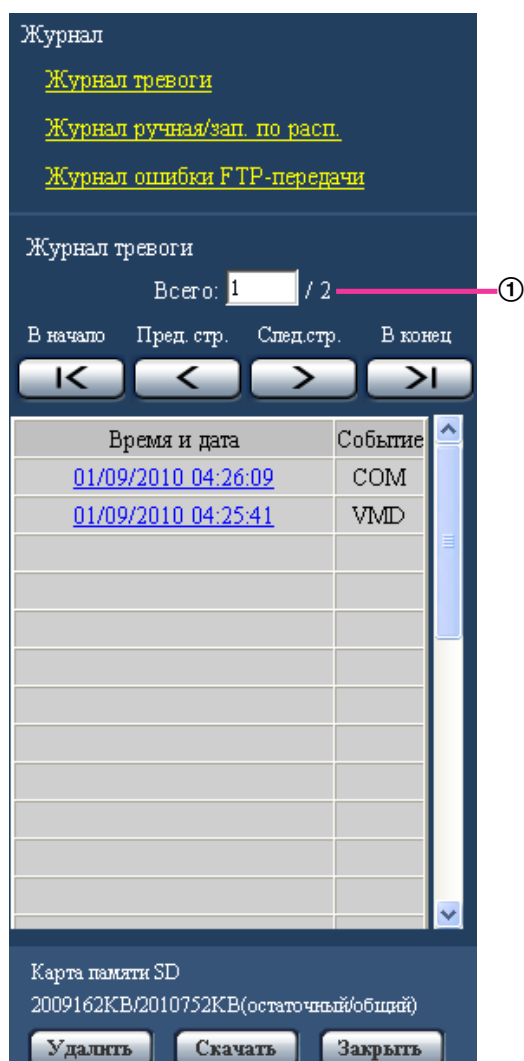 Журнал
Журнал тревоги
Журнал ручная/зап. по расп.
Журнал ошибки FTP-передачи
Журнал тревоги
Всего: 1 / 2 ①
В начало Пред. стр. След.стр. В конец
Время и дата Событие
01/09/2010 04:26:09 COM
01/09/2010 04:25:41 VMD
Карта памяти SD
2009162KB/2010752KB(остаточный/общий)
Удалить Скачать Закрыть